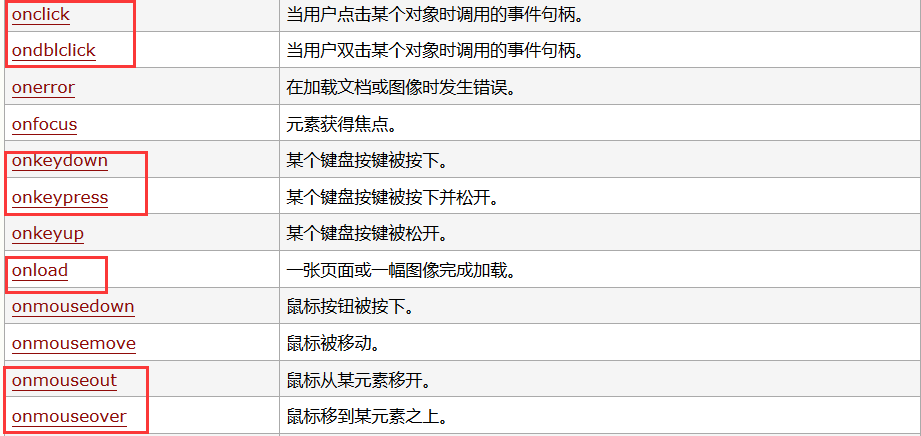 onclick 当用户点击某个对象时调用的事件句柄。
ondblclick 当用户双击某个对象时调用的事件句柄。
onerror 在加载文档或图像时发生错误。
onfocus 元素获得焦点。
onkeydown 某个键盘按键被按下。
onkeypress 某个键盘按键被按下并松开。
onkeyup 某个键盘按键被松开。
onload 一张页面或一幅图像完成加载。
onmousedown 鼠标按钮被按下。
onmousemove 鼠标被移动。
onmouseout 鼠标从某元素移开。
onmouseover 鼠标移到某元素之上。